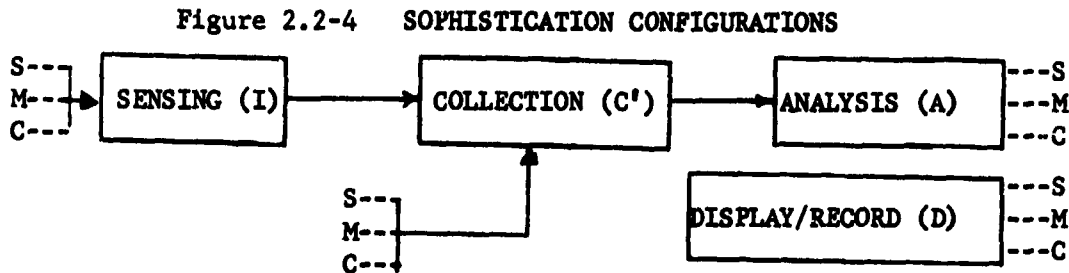 Figure 2.2-4 SOPHISTICATION CONFIGURATIONS
S---
M---
C---
SENSING (I)
COLLECTION (C')
ANALYSIS (A)
---S
---M
---C
S---
M---
C---
DISPLAY/RECORD (D)
---S
---M
---C